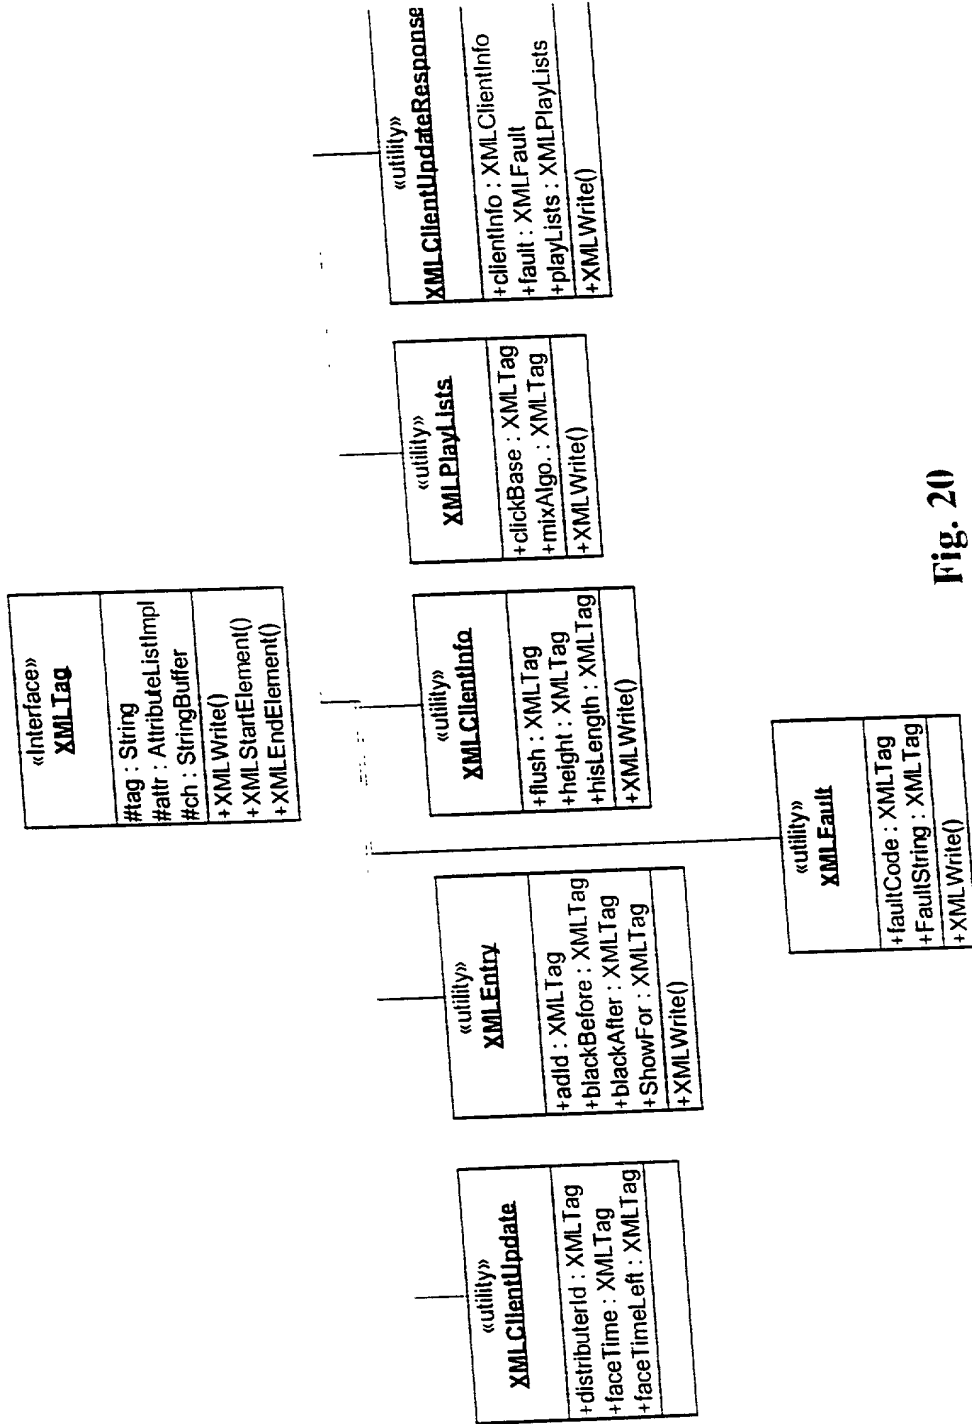 «Interface»
XMLTag
#tag : String
#attr : AttributeListImpl
#ch : StringBuffer
+XMLWrite()
+XMLStartElement()
+XMLEndElement()
«utility»
XMLClientUpdate
+distributerId : XMLTag
+faceTime : XMLTag
+faceTimeLeft : XMLTag
«utility»
XMLEntry
+adId : XMLTag
+blackBefore : XMLTag
+blackAfter : XMLTag
+ShowFor : XMLTag
+XMLWrite()
«utility»
XMLClientInfo
+flush : XMLTag
+height : XMLTag
+hisLength : XMLTag
+XMLWrite()
«utility»
XMLPlayLists
+clickBase : XMLTag
+mixAlgo. : XMLTag
+XMLWrite()
«utility»
XMLClientUpdateResponse
+clientInfo : XMLClientInfo
+fault : XMLFault
+playLists : XMLPlayLists
+XMLWrite()
«utility»
XMLFault
+faultCode : XMLTag
+FaultString : XMLTag
+XMLWrite()
Fig. 20